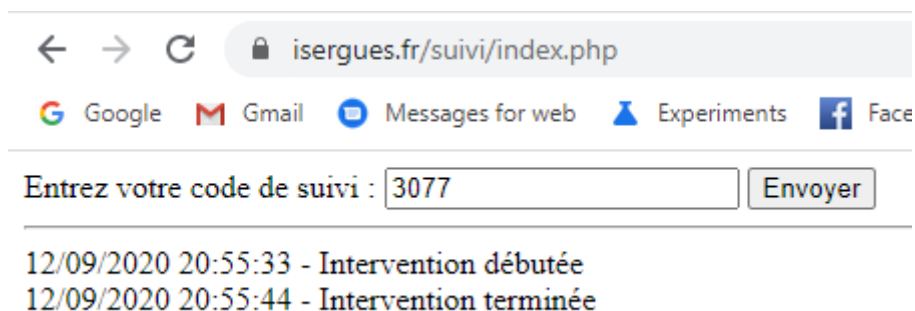 isergues.fr/suivi/index.php
Google Gmail Messages for web Experiments Face
Entrez votre code de suivi : 3077 Envoyer
12/09/2020 20:55:33 - Intervention débutée
12/09/2020 20:55:44 - Intervention terminée